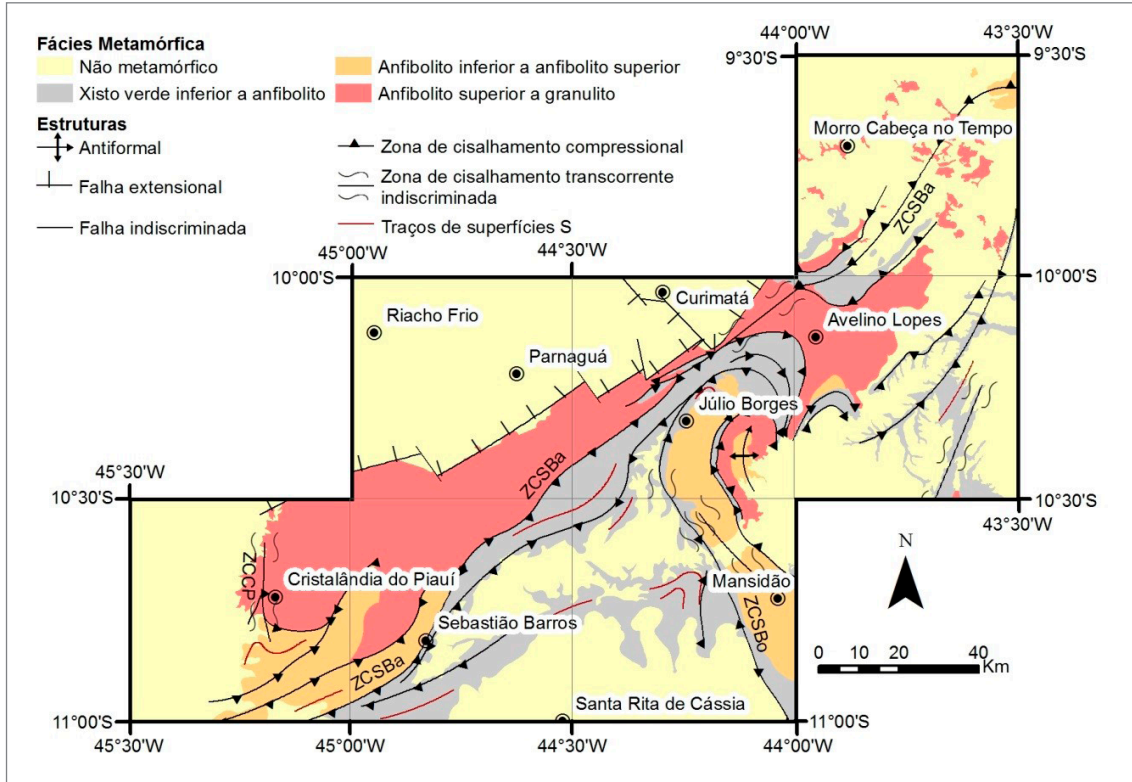 Fácies Metamórfica
Não metamórfico
Xisto verde inferior a anfibolito
Anfibolito inferior a anfibolito superior
Anfibolito superior a granulito
Estruturas
Antiformal
Falha extensional
Falha indiscriminada
Zona de cisalhamento compressional
Zona de cisalhamento transcorrente
indiscriminada
Traços de superfícies S
44°00'W
43°30'W
9°30'S
9°30'S
Morro Cabeça no Tempo
ZCSBa
45°00'W
44°30'W
10°00'S
10°00'S
Curimatá
Riacho Frio
Avelino Lopes
Parnaguá
Júlio Borges
45°30'W
ZCSBa
10°30'S
10°30'S
43°30'W
N
ZCCP
Cristalândia do Piauí
Mansidão
Sebastião Barros
ZCSBo
ZCSBa
0 10 20 40
Km
Santa Rita de Cássia
11°00'S
11°00'S
45°30'W
45°00'W
44°30'W
44°00'W